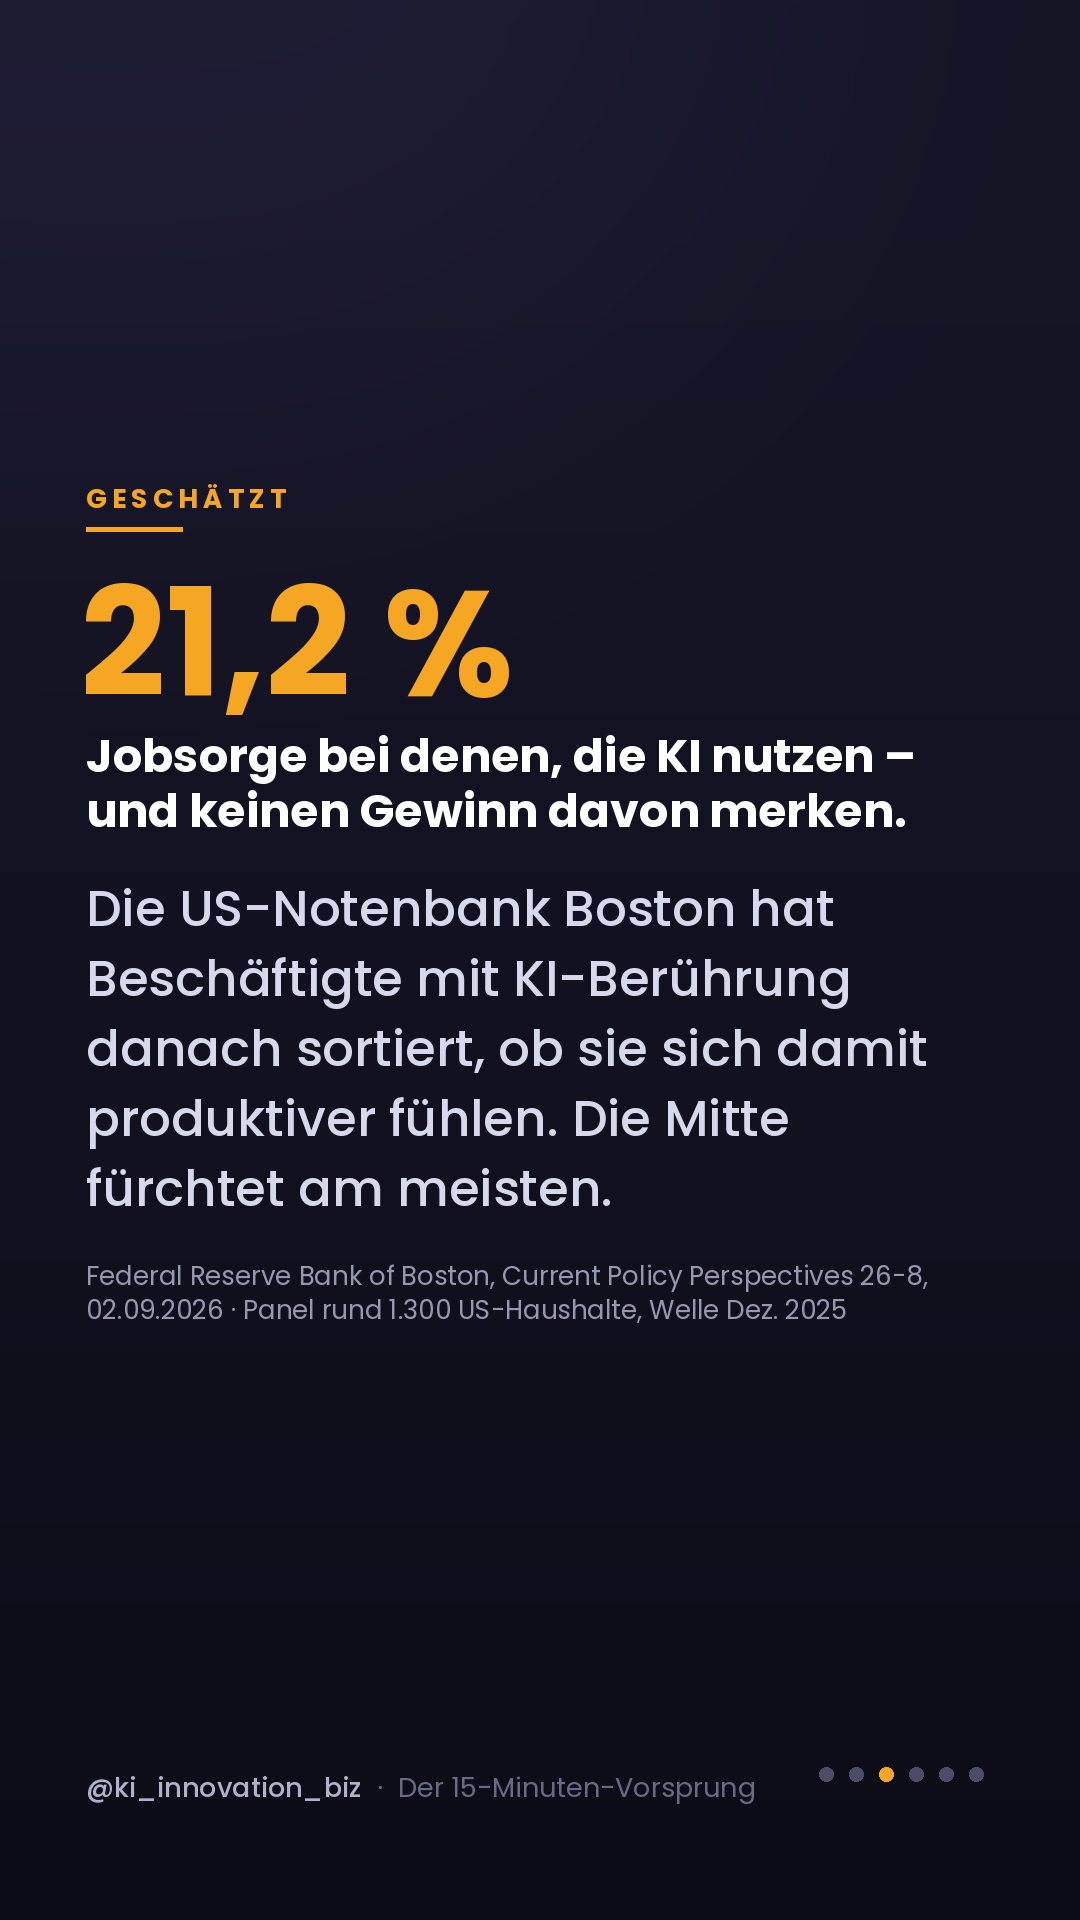 GESCHÄTZT
21,2 %
Jobsorge bei denen, die KI nutzen –
und keinen Gewinn davon merken.
Die US-Notenbank Boston hat
Beschäftigte mit KI-Berührung
danach sortiert, ob sie sich damit
produktiver fühlen. Die Mitte
fürchtet am meisten.
Federal Reserve Bank of Boston, Current Policy Perspectives 26-8,
02.09.2026 · Panel rund 1.300 US-Haushalte, Welle Dez. 2025
@ki_innovation_biz · Der 15-Minuten-Vorsprung